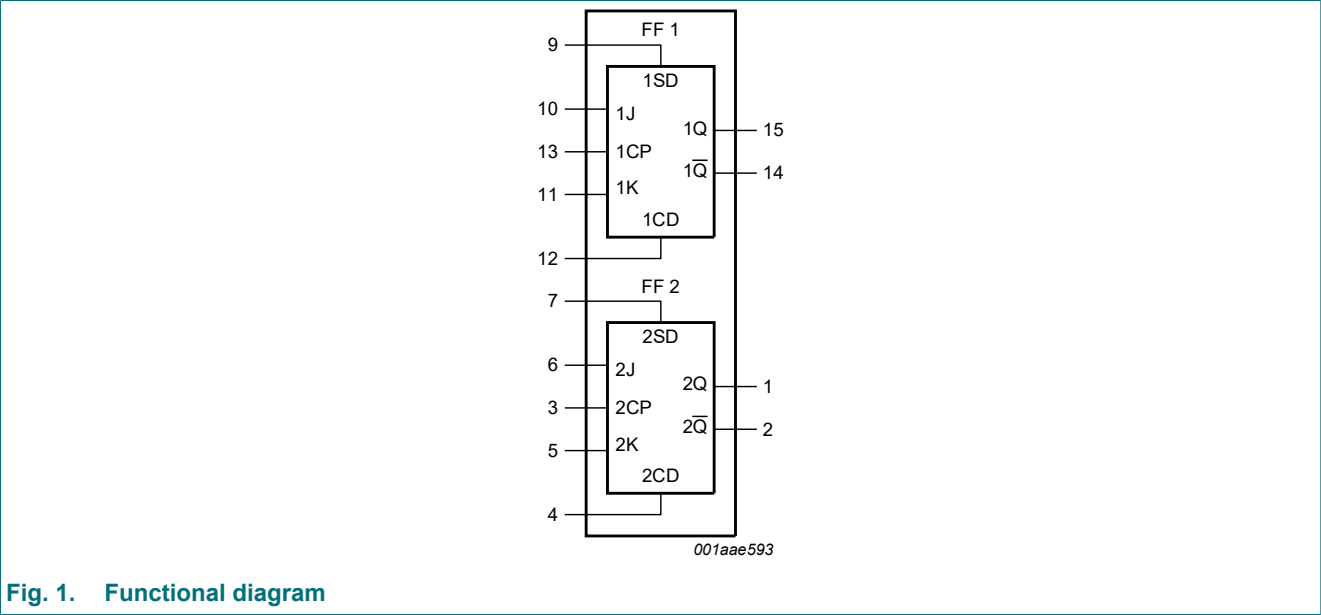 FF 1
9
1SD
10
1J
1Q
15
13
1CP
1Q̅
14
11
1K
1CD
12
FF 2
7
2SD
6
2J
2Q
1
3
2CP
2Q̅
2
5
2K
2CD
4
001aae593
Fig. 1. Functional diagram